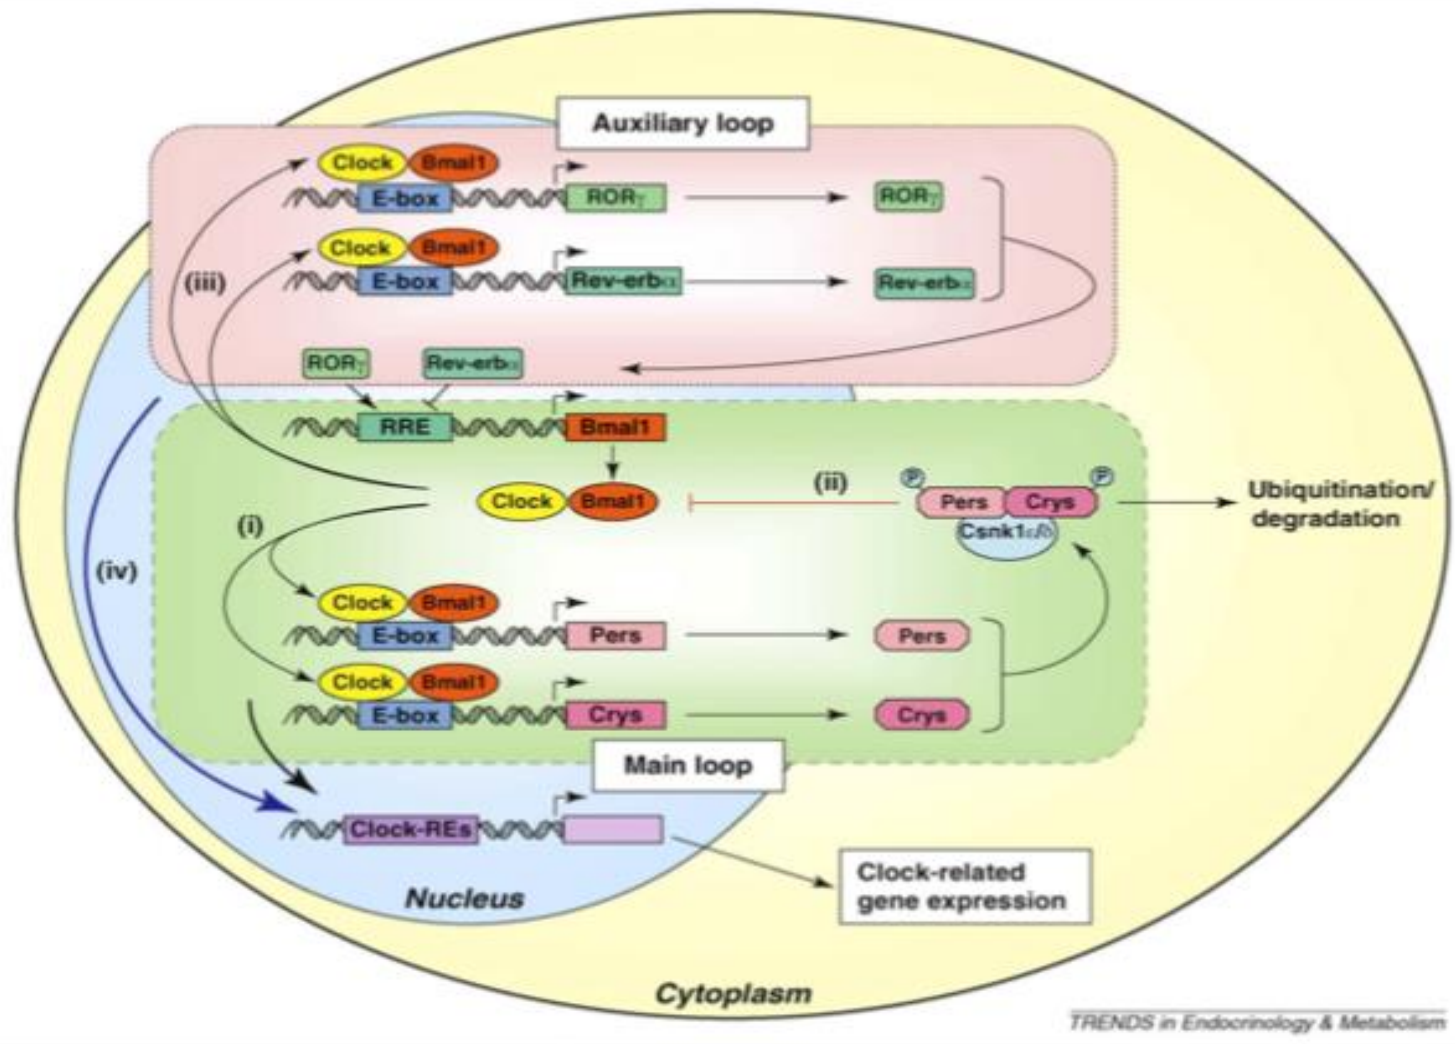 Auxiliary loop
Clock Bmal1
E-box RORγ RORγ
Clock Bmal1
(iii)
E-box Rev-erbα Rev-erbα
RORγ Rev-erbα
RRE Bmal1
(ii)
P P
Clock Bmal1 Pers Crys
Ubiquitination/
degradation
Csnk1ε/δ
(i)
(iv)
Clock Bmal1
E-box Pers Pers
Clock Bmal1
E-box Crys Crys
Main loop
Clock-REs
Clock-related
gene expression
Nucleus
Cytoplasm
TRENDS in Endocrinology & Metabolism